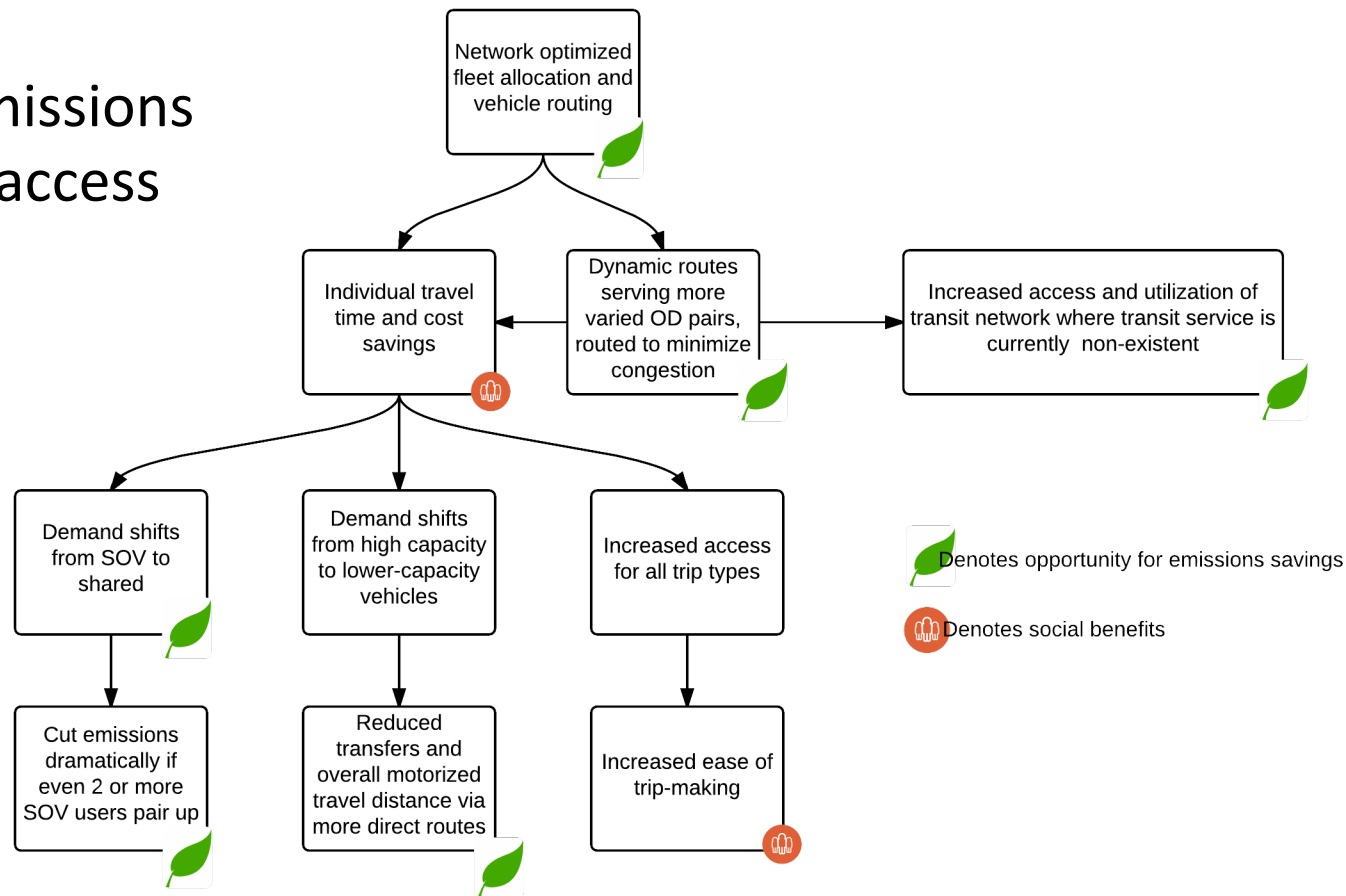 missions
access
Network optimized
fleet allocation and
vehicle routing
Individual travel
time and cost
savings
Dynamic routes
serving more
varied OD pairs,
routed to minimize
congestion
Increased access and utilization of
transit network where transit service is
currently non-existent
Demand shifts
from SOV to
shared
Demand shifts
from high capacity
to lower-capacity
vehicles
Increased access
for all trip types
Denotes opportunity for emissions savings
Denotes social benefits
Cut emissions
dramatically if
even 2 or more
SOV users pair up
Reduced
transfers and
overall motorized
travel distance via
more direct routes
Increased ease of
trip-making